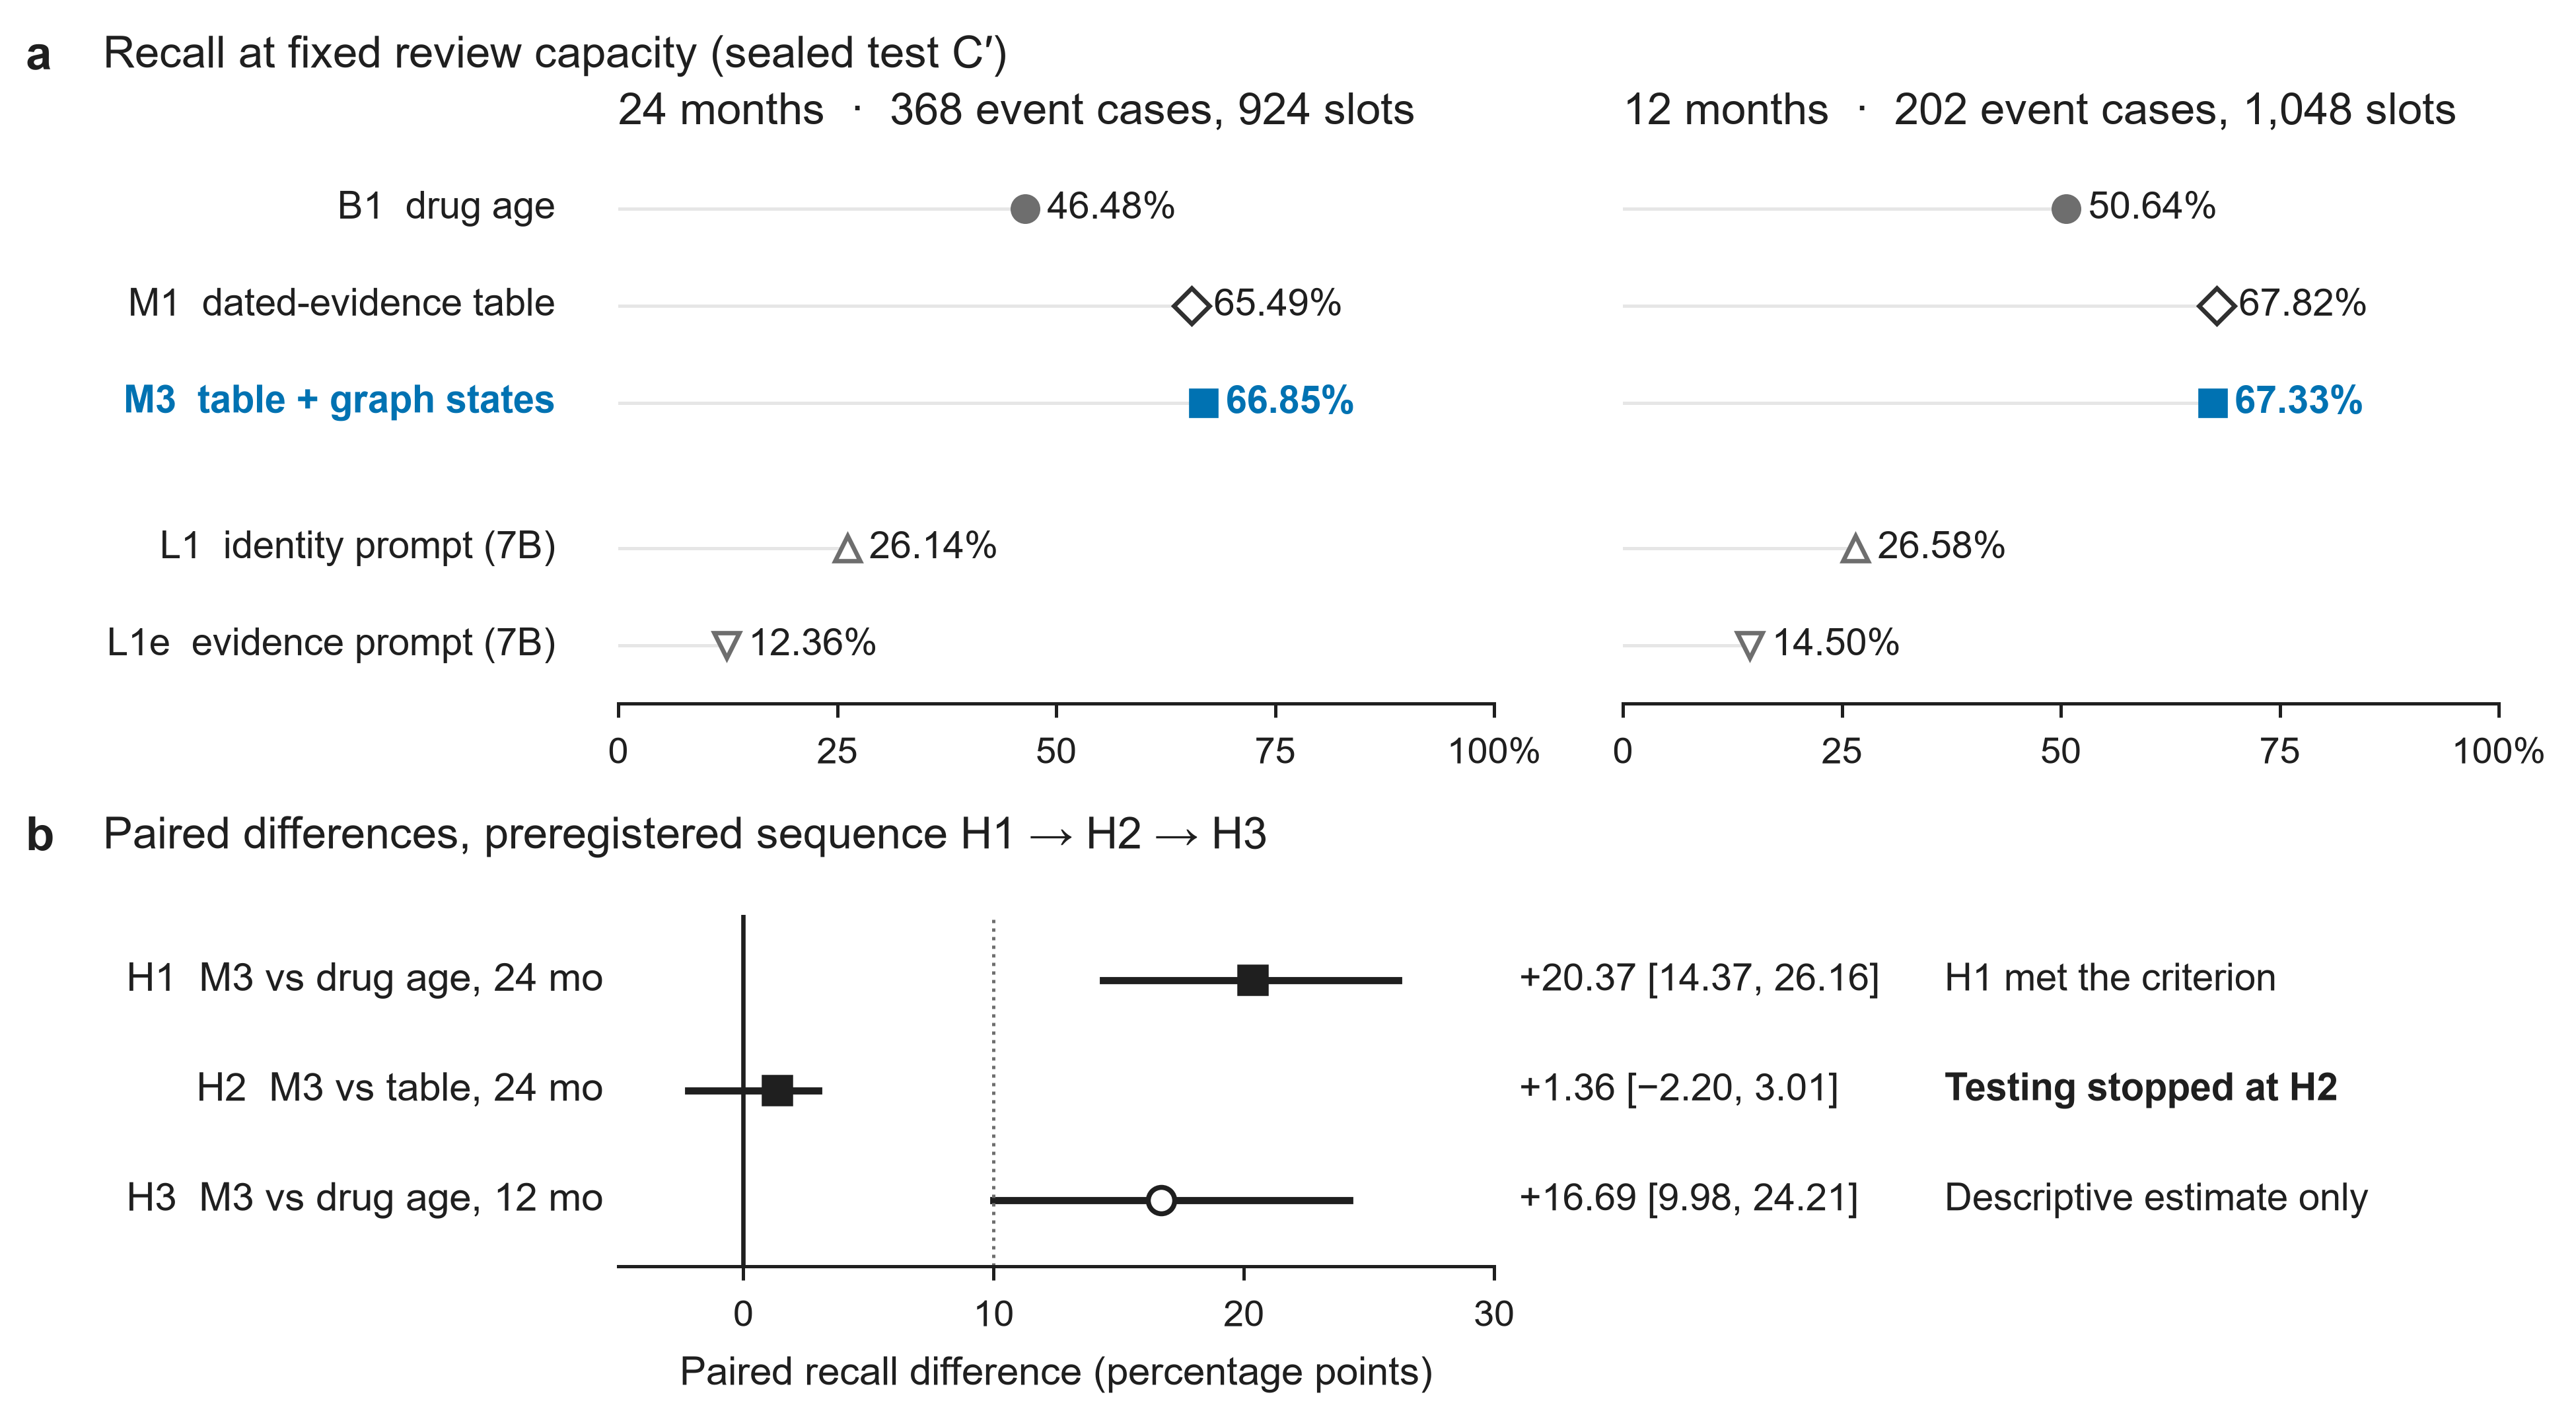 a Recall at fixed review capacity (sealed test C′)
24 months · 368 event cases, 924 slots
12 months · 202 event cases, 1,048 slots
B1 drug age 46.48% 50.64%
M1 dated-evidence table 65.49% 67.82%
M3 table + graph states 66.85% 67.33%
L1 identity prompt (7B) 26.14% 26.58%
L1e evidence prompt (7B) 12.36% 14.50%
0 25 50 75 100% 0 25 50 75 100%
b Paired differences, preregistered sequence H1 → H2 → H3
H1 M3 vs drug age, 24 mo +20.37 [14.37, 26.16] H1 met the criterion
H2 M3 vs table, 24 mo +1.36 [−2.20, 3.01] Testing stopped at H2
H3 M3 vs drug age, 12 mo +16.69 [9.98, 24.21] Descriptive estimate only
0 10 20 30
Paired recall difference (percentage points)